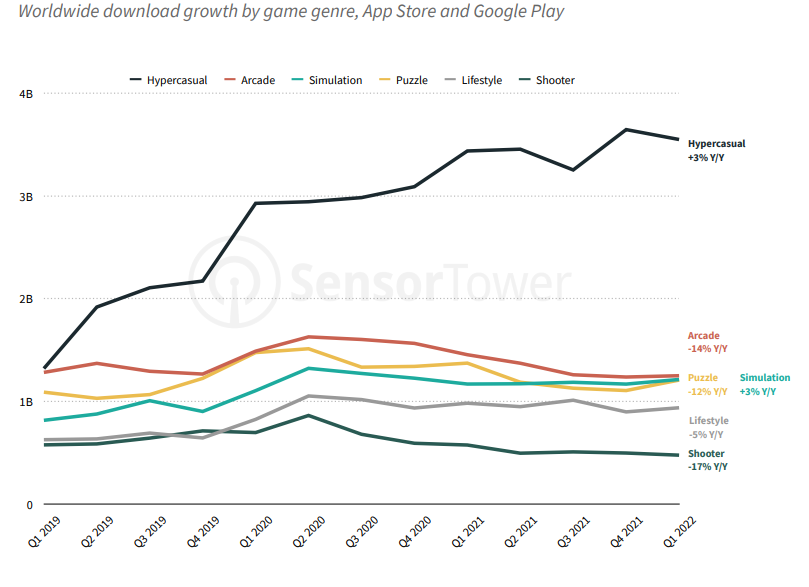 Worldwide download growth by game genre, App Store and Google Play
Hypercasual Arcade Simulation Puzzle Lifestyle Shooter
4B
3B
2B
1B
0
SensorTower
Hypercasual
+3% Y/Y
Arcade
-14% Y/Y
Puzzle
-12% Y/Y
Simulation
+3% Y/Y
Lifestyle
-5% Y/Y
Shooter
-17% Y/Y
Q1 2019
Q2 2019
Q3 2019
Q4 2019
Q1 2020
Q2 2020
Q3 2020
Q4 2020
Q1 2021
Q2 2021
Q3 2021
Q4 2021
Q1 2022